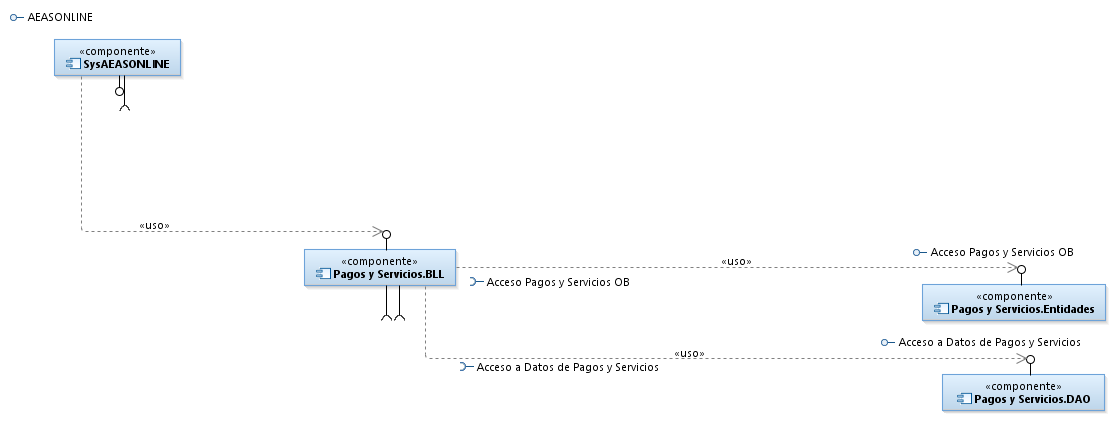 AEASONLINE
«componente»
SysAEASONLINE
«uso»
«componente»
Pagos y Servicios.BLL
«uso»
Acceso Pagos y Servicios OB
Acceso Pagos y Servicios OB
«componente»
Pagos y Servicios.Entidades
«uso»
Acceso a Datos de Pagos y Servicios
Acceso a Datos de Pagos y Servicios
«componente»
Pagos y Servicios.DAO